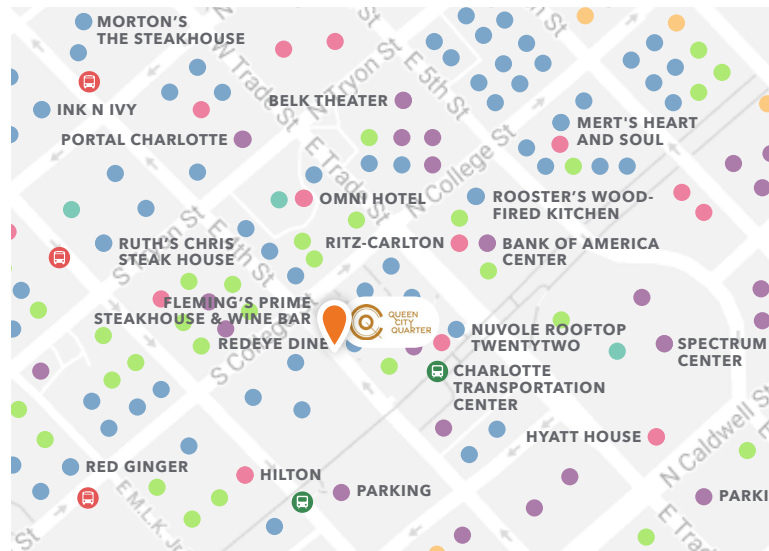 MORTON'S
THE STEAKHOUSE
W Trade St
N Tryon St
E 5th St
INK N IVY
BELK THEATER
MERT'S HEART
AND SOUL
PORTAL CHARLOTTE
E Trade St
N College St
OMNI HOTEL
ROOSTER'S WOOD-
FIRED KITCHEN
RUTH'S CHRIS
STEAK HOUSE
E 4th St
RITZ-CARLTON
BANK OF AMERICA
CENTER
FLEMING'S PRIME
STEAKHOUSE & WINE BAR
QUEEN
CITY
QUARTER
REDEYE DINE
S College
NUVOLE ROOFTOP
TWENTYTWO
SPECTRUM
CENTER
CHARLOTTE
TRANSPORTATION
CENTER
HYATT HOUSE
N Caldwell St
RED GINGER
HILTON
PARKING
PARKI
E M.L.K. Jr
St
E Tra